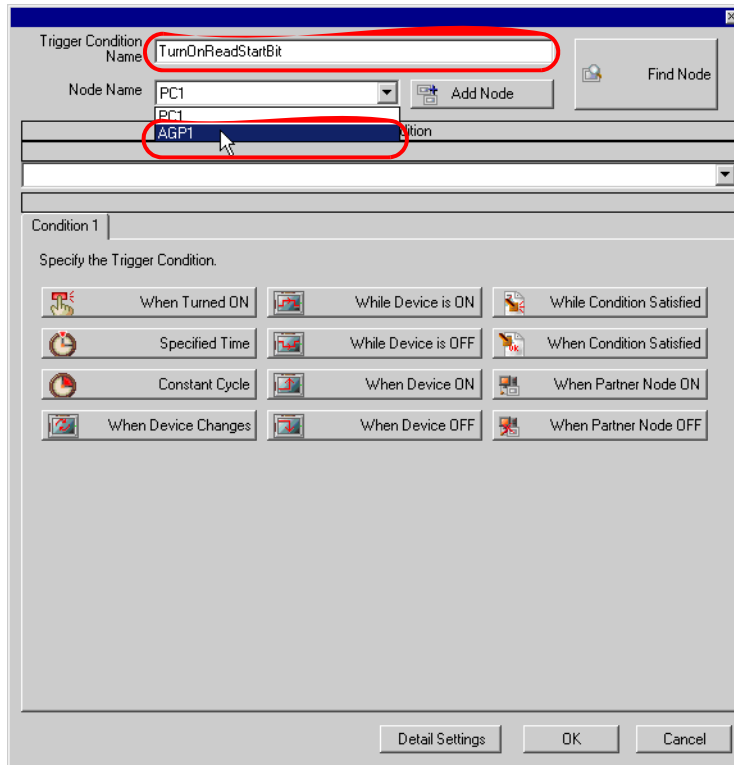 Trigger Condition
Name
TurnOnReadStartBit
Find Node
Node Name
PC1
Add Node
PC1
AGP1
dition
Condition 1
Specify the Trigger Condition.
When Turned ON
While Device is ON
While Condition Satisfied
Specified Time
While Device is OFF
When Condition Satisfied
Constant Cycle
When Device ON
When Partner Node ON
When Device Changes
When Device OFF
When Partner Node OFF
Detail Settings
OK
Cancel